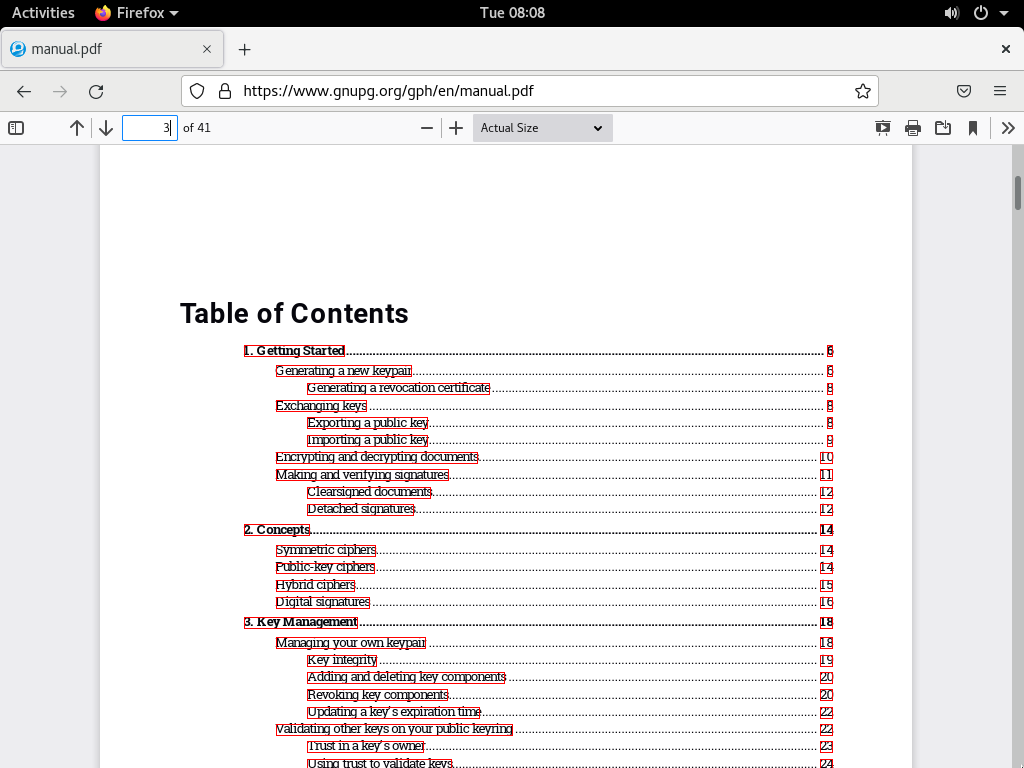 Activities Firefox Tue 08:08
manual.pdf
https://www.gnupg.org/gph/en/manual.pdf
3 of 41 Actual Size
Table of Contents
1. Getting Started 6
Generating a new keypair 6
Generating a revocation certificate 8
Exchanging keys 8
Exporting a public key 8
Importing a public key 9
Encrypting and decrypting documents 10
Making and verifying signatures 11
Clearsigned documents 12
Detached signatures 12
2. Concepts 14
Symmetric ciphers 14
Public-key ciphers 14
Hybrid ciphers 15
Digital signatures 16
3. Key Management 18
Managing your own keypair 18
Key integrity 19
Adding and deleting key components 20
Revoking key components 20
Updating a key's expiration time 22
Validating other keys on your public keyring 22
Trust in a key's owner 23
Using trust to validate keys 24